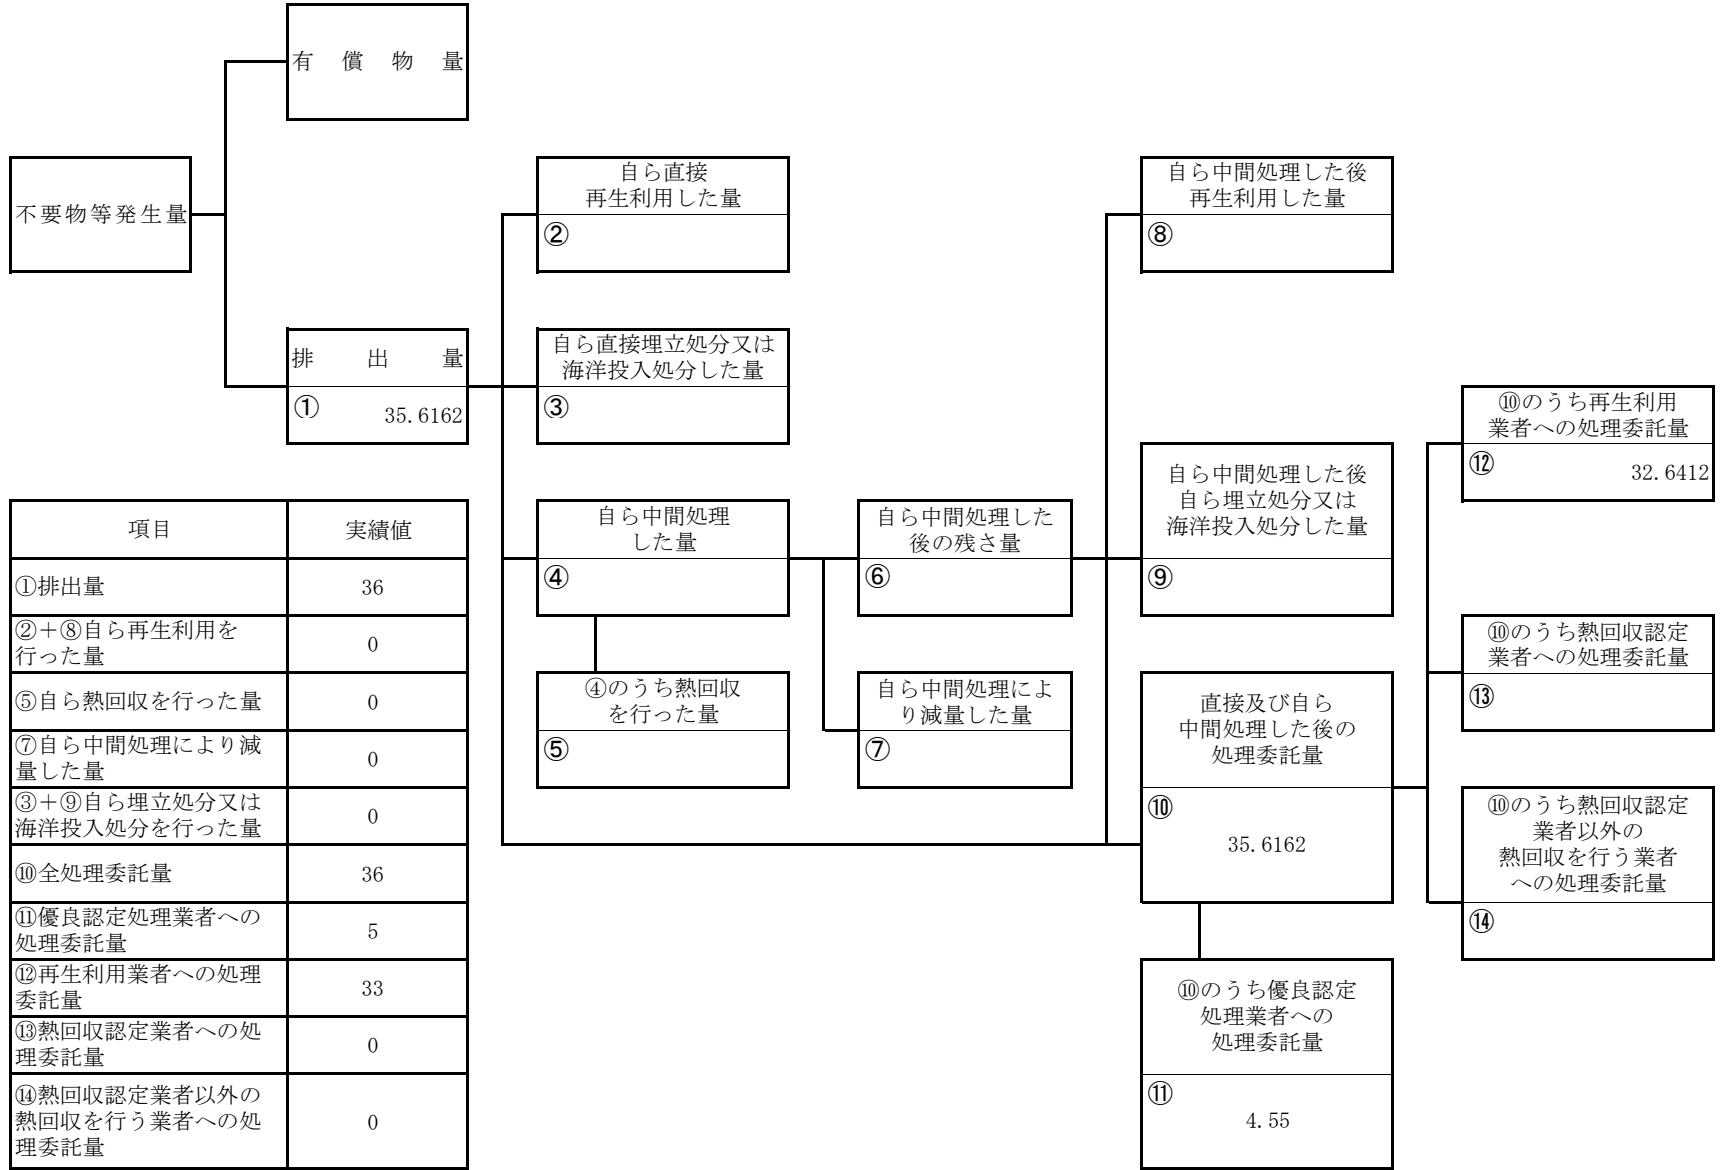 有償物量
不要物等発生量
排出量
① 35.6162
自ら直接
再生利用した量
②
自ら直接埋立処分又は
海洋投入処分した量
③
自ら中間処理
した量
④
④のうち熱回収
を行った量
⑤
自ら中間処理した
後の残さ量
⑥
自ら中間処理によ
り減量した量
⑦
自ら中間処理した後
再生利用した量
⑧
自ら中間処理した後
自ら埋立処分又は
海洋投入処分した量
⑨
直接及び自ら
中間処理した後の
処理委託量
⑩
35.6162
⑩のうち優良認定
処理業者への
処理委託量
⑪
4.55
⑩のうち再生利用
業者への処理委託量
⑫ 32.6412
⑩のうち熱回収認定
業者への処理委託量
⑬
⑩のうち熱回収認定
業者以外の
熱回収を行う業者
への処理委託量
⑭
項目 実績値
①排出量 36
②＋⑧自ら再生利用を
行った量 0
⑤自ら熱回収を行った量 0
⑦自ら中間処理により減
量した量 0
③＋⑨自ら埋立処分又は
海洋投入処分を行った量 0
⑩全処理委託量 36
⑪優良認定処理業者への
処理委託量 5
⑫再生利用業者への処理
委託量 33
⑬熱回収認定業者への処
理委託量 0
⑭熱回収認定業者以外の
熱回収を行う業者への処
理委託量 0